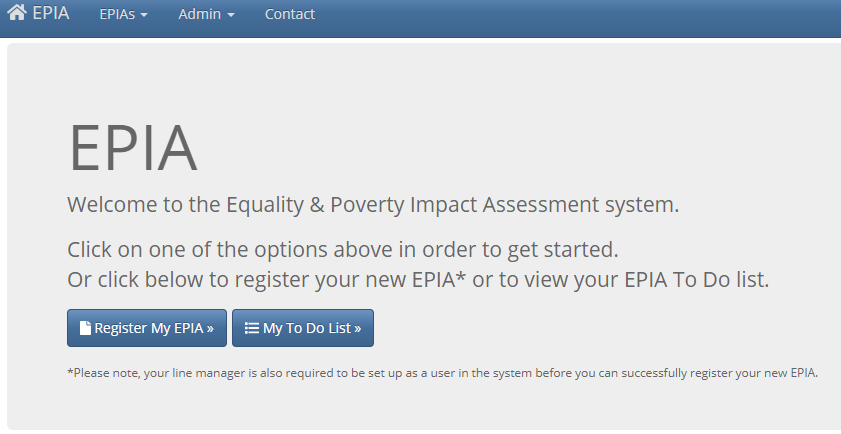 EPIA EPIAs Admin Contact
EPIA
Welcome to the Equality & Poverty Impact Assessment system.
Click on one of the options above in order to get started.
Or click below to register your new EPIA* or to view your EPIA To Do list.
Register My EPIA » My To Do List »
*Please note, your line manager is also required to be set up as a user in the system before you can successfully register your new EPIA.